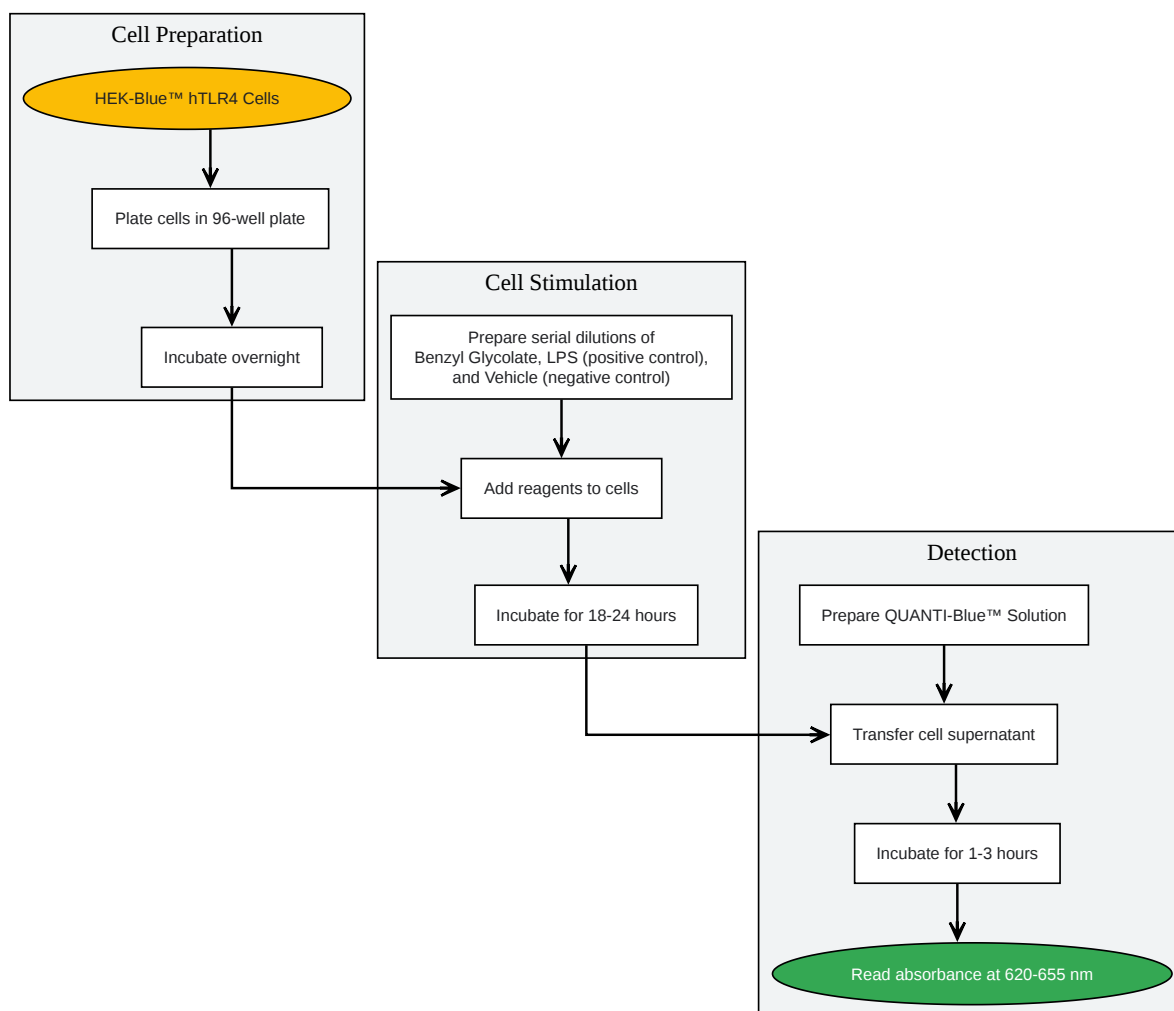 Cell Preparation
HEK-Blue™ hTLR4 Cells
Plate cells in 96-well plate
Incubate overnight
Cell Stimulation
Prepare serial dilutions of
Benzyl Glycolate, LPS (positive control),
and Vehicle (negative control)
Add reagents to cells
Incubate for 18-24 hours
Detection
Prepare QUANTI-Blue™ Solution
Transfer cell supernatant
Incubate for 1-3 hours
Read absorbance at 620-655 nm